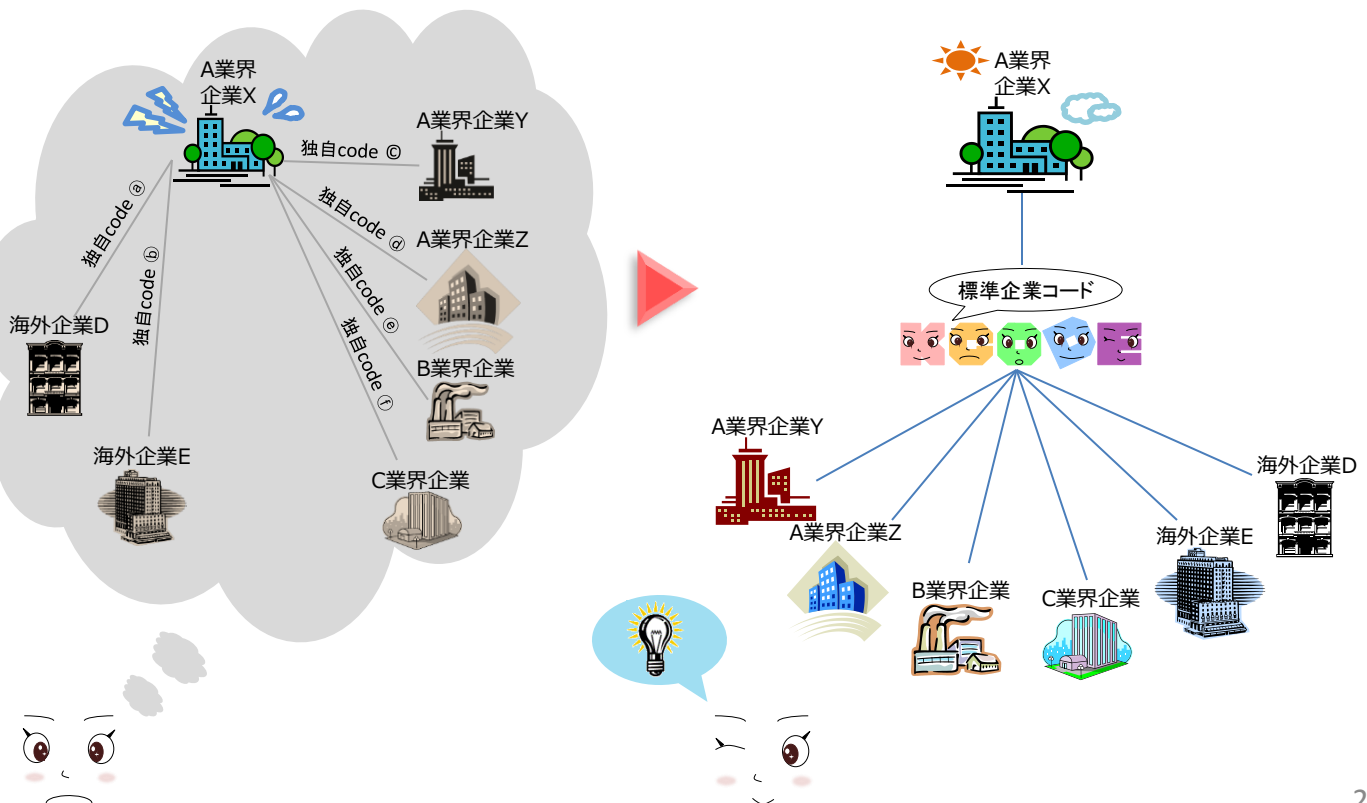 A業界
企業X
A業界企業Y
独自code ©
独自code ⓐ
独自code ⓓ
A業界企業Z
独自code ⓑ
独自code ⓔ
海外企業D
独自code ⓕ
B業界企業
海外企業E
C業界企業
A業界
企業X
標準企業コード
A業界企業Y
海外企業D
A業界企業Z
海外企業E
B業界企業
C業界企業
2